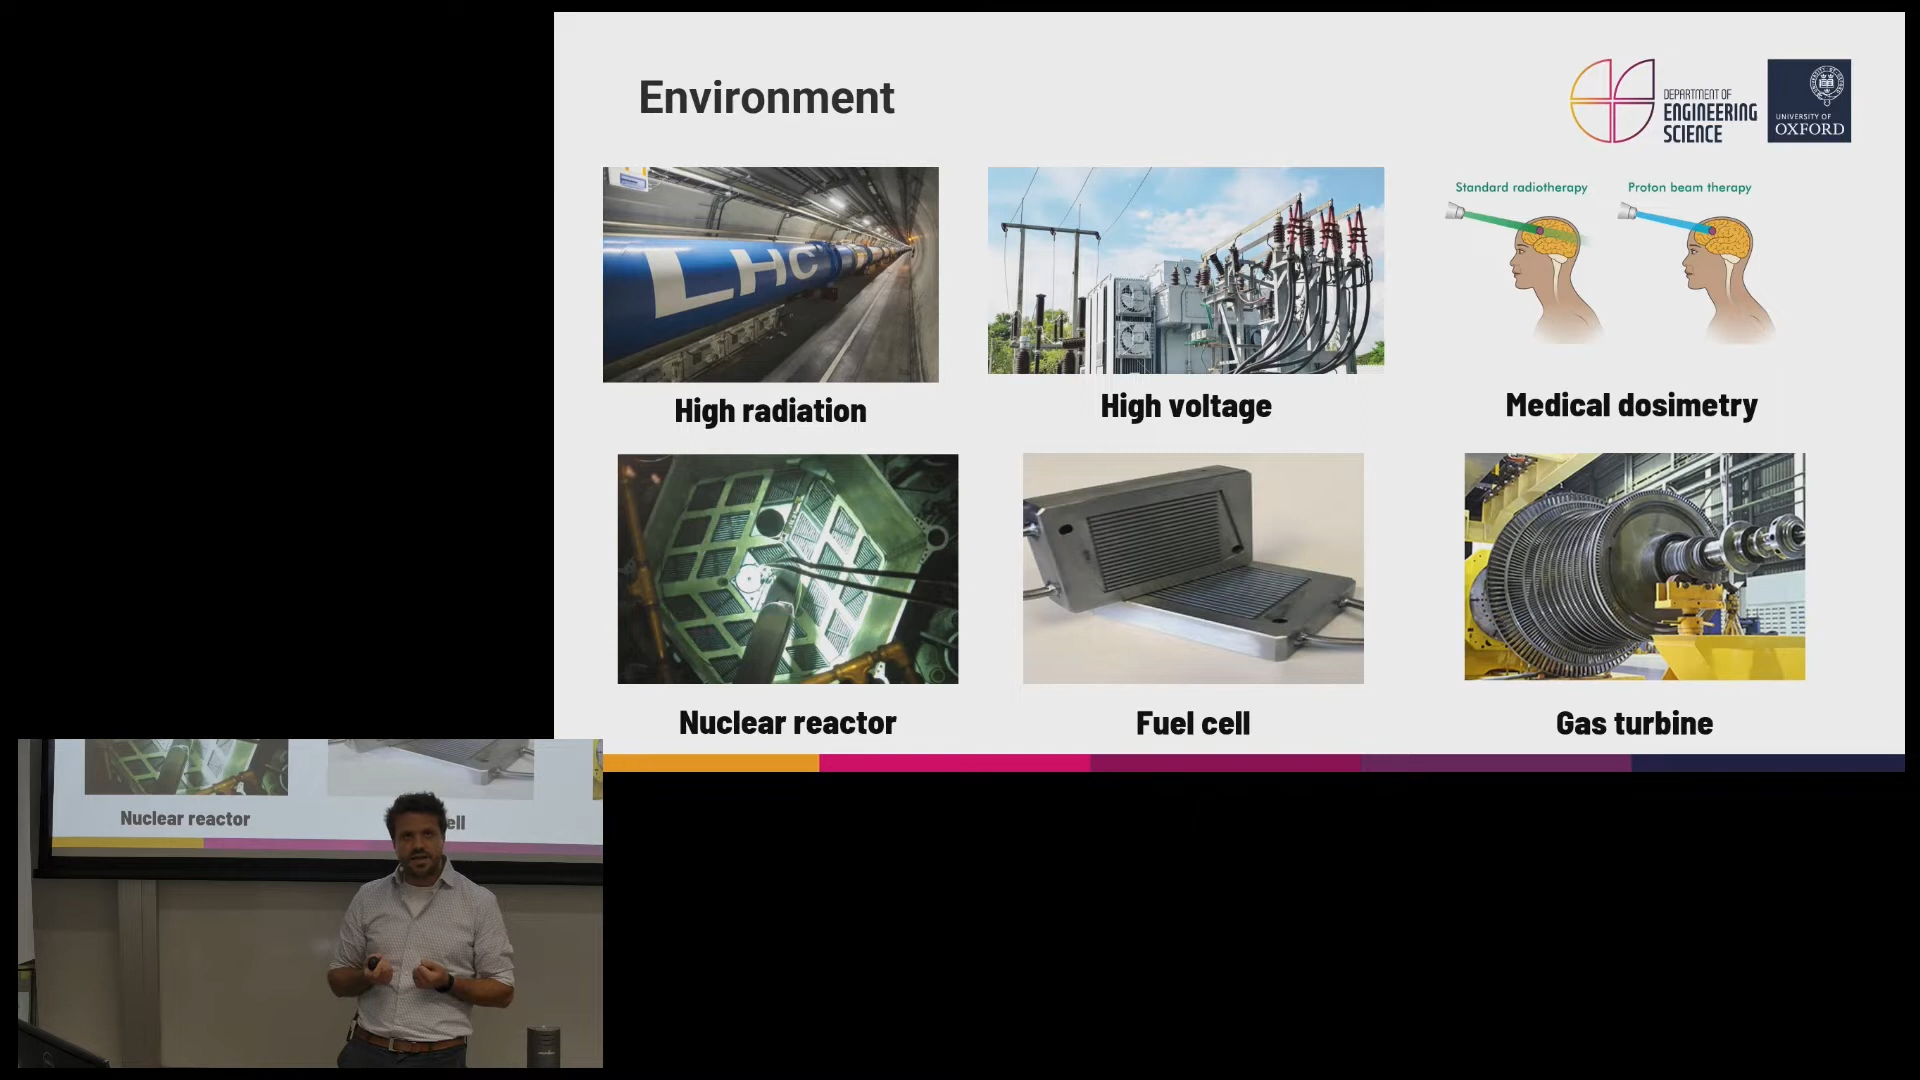 Environment
DEPARTMENT OF
ENGINEERING
SCIENCE
UNIVERSITY OF
OXFORD
LHC
Standard radiotherapy
Proton beam therapy
High radiation
High voltage
Medical dosimetry
Nuclear reactor
Fuel cell
Gas turbine
Nuclear reactor
ell